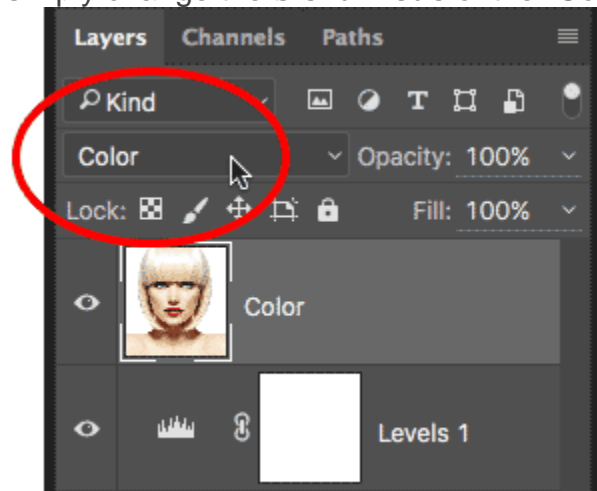 Layers Channels Paths
Kind T
Color Opacity: 100%
Lock: Fill: 100%
Color
Levels 1